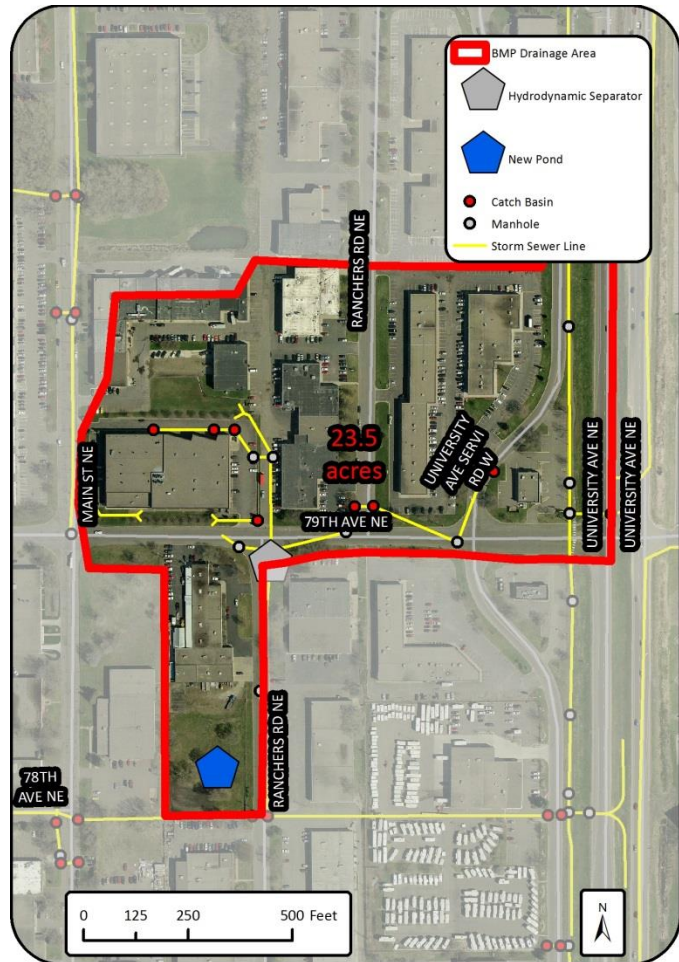 BMP Drainage Area
Hydrodynamic Separator
New Pond
Catch Basin
Manhole
Storm Sewer Line
RANCHERS RD NE
MAIN ST NE
23.5
acres
UNIVERSITY
AVE SERVI
RD W
UNIVERSITY AVE NE
UNIVERSITY AVE NE
79TH AVE NE
RANCHERS RD NE
78TH
AVE NE
0 125 250 500 Feet
N